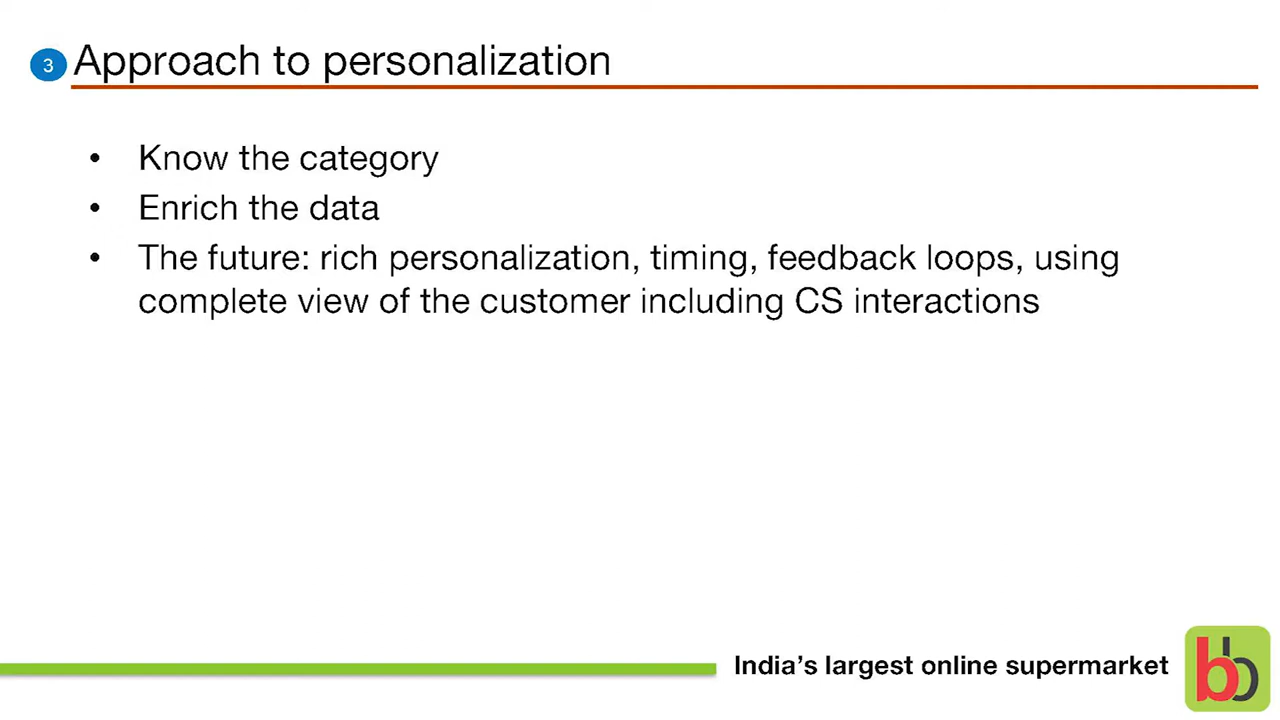 3 Approach to personalization
• Know the category
• Enrich the data
• The future: rich personalization, timing, feedback loops, using
complete view of the customer including CS interactions
India's largest online supermarket
bb